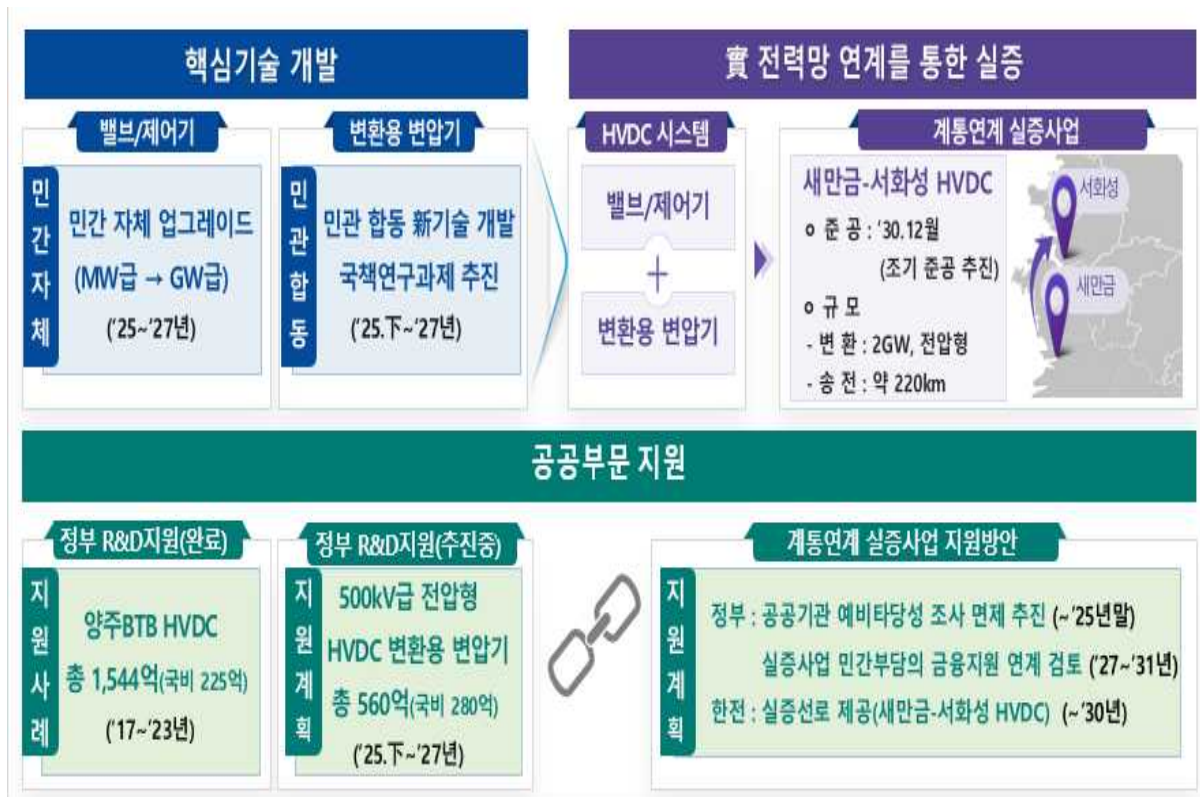 핵심기술 개발
밸브/제어기
민간자체
민간 자체 업그레이드
(MW급 → GW급)
('25~'27년)
변환용 변압기
민관합동
민관 합동 新기술 개발
국책연구과제 추진
('25.下~'27년)
實 전력망 연계를 통한 실증
HVDC 시스템
밸브/제어기
+
변환용 변압기
계통연계 실증사업
새만금-서화성 HVDC
o 준 공 : '30.12월
(조기 준공 추진)
o 규 모
- 변 환 : 2GW, 전압형
- 송 전 : 약 220km
서화성
새만금
공공부문 지원
정부 R&D지원(완료)
지원사례
양주BTB HVDC
총 1,544억(국비 225억)
('17~'23년)
정부 R&D지원(추진중)
지원계획
500kV급 전압형
HVDC 변환용 변압기
총 560억(국비 280억)
('25.下~'27년)
계통연계 실증사업 지원방안
지원계획
정부 : 공공기관 예비타당성 조사 면제 추진 (~'25년말)
실증사업 민간부담의 금융지원 연계 검토 ('27~'31년)
한전 : 실증선로 제공(새만금-서화성 HVDC) (~'30년)